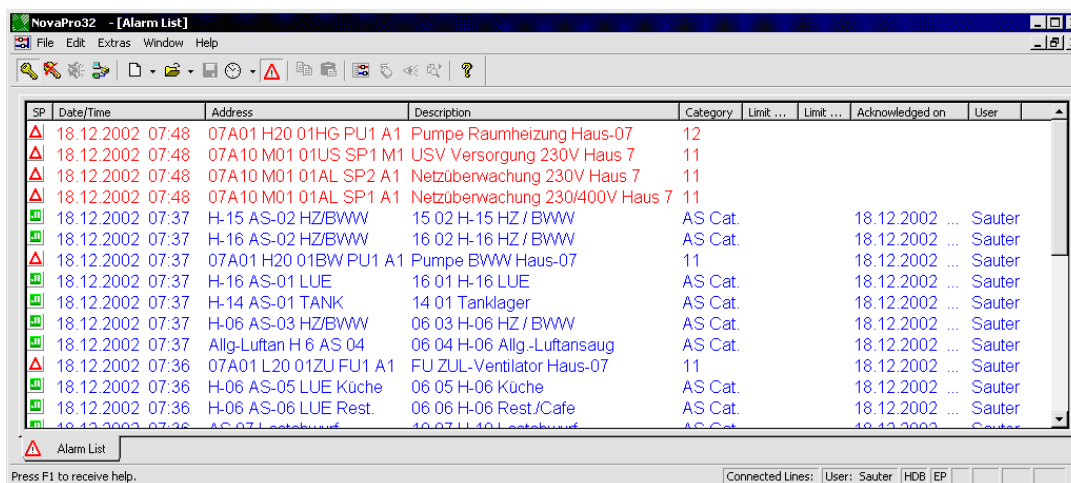 NovaPro32 - [Alarm List]
File Edit Extras Window Help
SP Date/Time Address Description Category Limit ... Limit ... Acknowledged on User
18.12.2002 07:48 07A01 H20 01HG PU1 A1 Pumpe Raumheizung Haus-07 12
18.12.2002 07:48 07A10 M01 01US SP1 M1 USV Versorgung 230V Haus 7 11
18.12.2002 07:48 07A10 M01 01AL SP2 A1 Netzüberwachung 230V Haus 7 11
18.12.2002 07:48 07A10 M01 01AL SP1 A1 Netzüberwachung 230/400V Haus 7 11
18.12.2002 07:37 H-15 AS-02 HZ/BWW 15 02 H-15 HZ / BWW AS Cat. 18.12.2002 ... Sauter
18.12.2002 07:37 H-16 AS-02 HZ/BWW 16 02 H-16 HZ / BWW AS Cat. 18.12.2002 ... Sauter
18.12.2002 07:37 07A01 H20 01BW PU1 A1 Pumpe BWW Haus-07 11 18.12.2002 ... Sauter
18.12.2002 07:37 H-16 AS-01 LUE 16 01 H-16 LUE AS Cat. 18.12.2002 ... Sauter
18.12.2002 07:37 H-14 AS-01 TANK 14 01 Tanklager AS Cat. 18.12.2002 ... Sauter
18.12.2002 07:37 H-06 AS-03 HZ/BWW 06 03 H-06 HZ / BWW AS Cat. 18.12.2002 ... Sauter
18.12.2002 07:37 Allg-Luftan H 6 AS 04 06 04 H-06 Allg.-Luftansaug AS Cat. 18.12.2002 ... Sauter
18.12.2002 07:36 07A01 L20 01ZU FU1 A1 FU ZUL-Ventilator Haus-07 11 18.12.2002 ... Sauter
18.12.2002 07:36 H-06 AS-05 LUE Küche 06 05 H-06 Küche AS Cat. 18.12.2002 ... Sauter
18.12.2002 07:36 H-06 AS-06 LUE Rest. 06 06 H-06 Rest./Cafe AS Cat. 18.12.2002 ... Sauter
18.12.2002 07:36 AS Cat. 18.12.2002 ... Sauter
Alarm List
Press F1 to receive help. Connected Lines: User: Sauter HDB EP